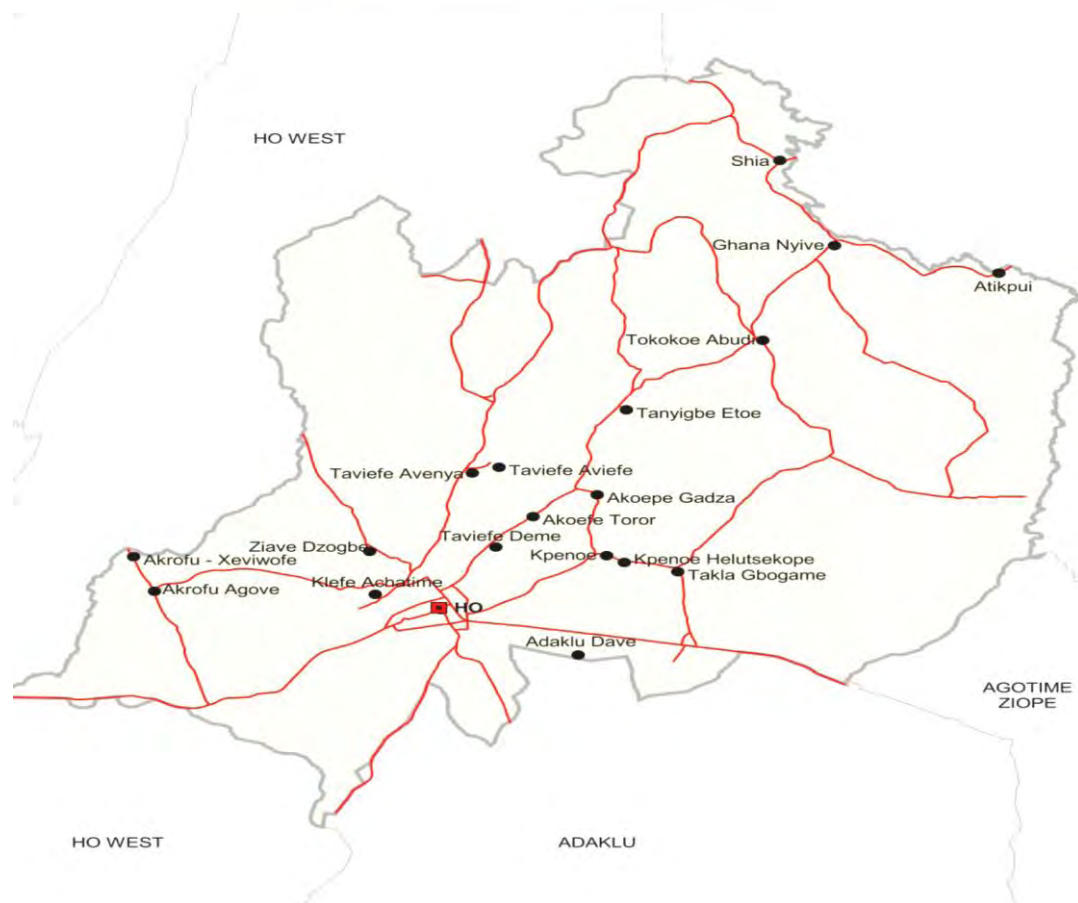 HO WEST
Shia
Ghana Nyive
Atikpui
Tokokoe Abudi
Tanyigbe Etoe
Taviefe Avenya
Taviefe Aviefe
Akoepe Gadza
Akoefe Toror
Taviefe Deme
Ziave Dzogbe
Kpenoe
Akrofu - Xeviwofe
Kpenoe Helutsekope
Takla Gbogame
Klefe Achatime
Akrofu Agove
HO
Adaklu Dave
AGOTIME
ZIOPE
HO WEST
ADAKLU